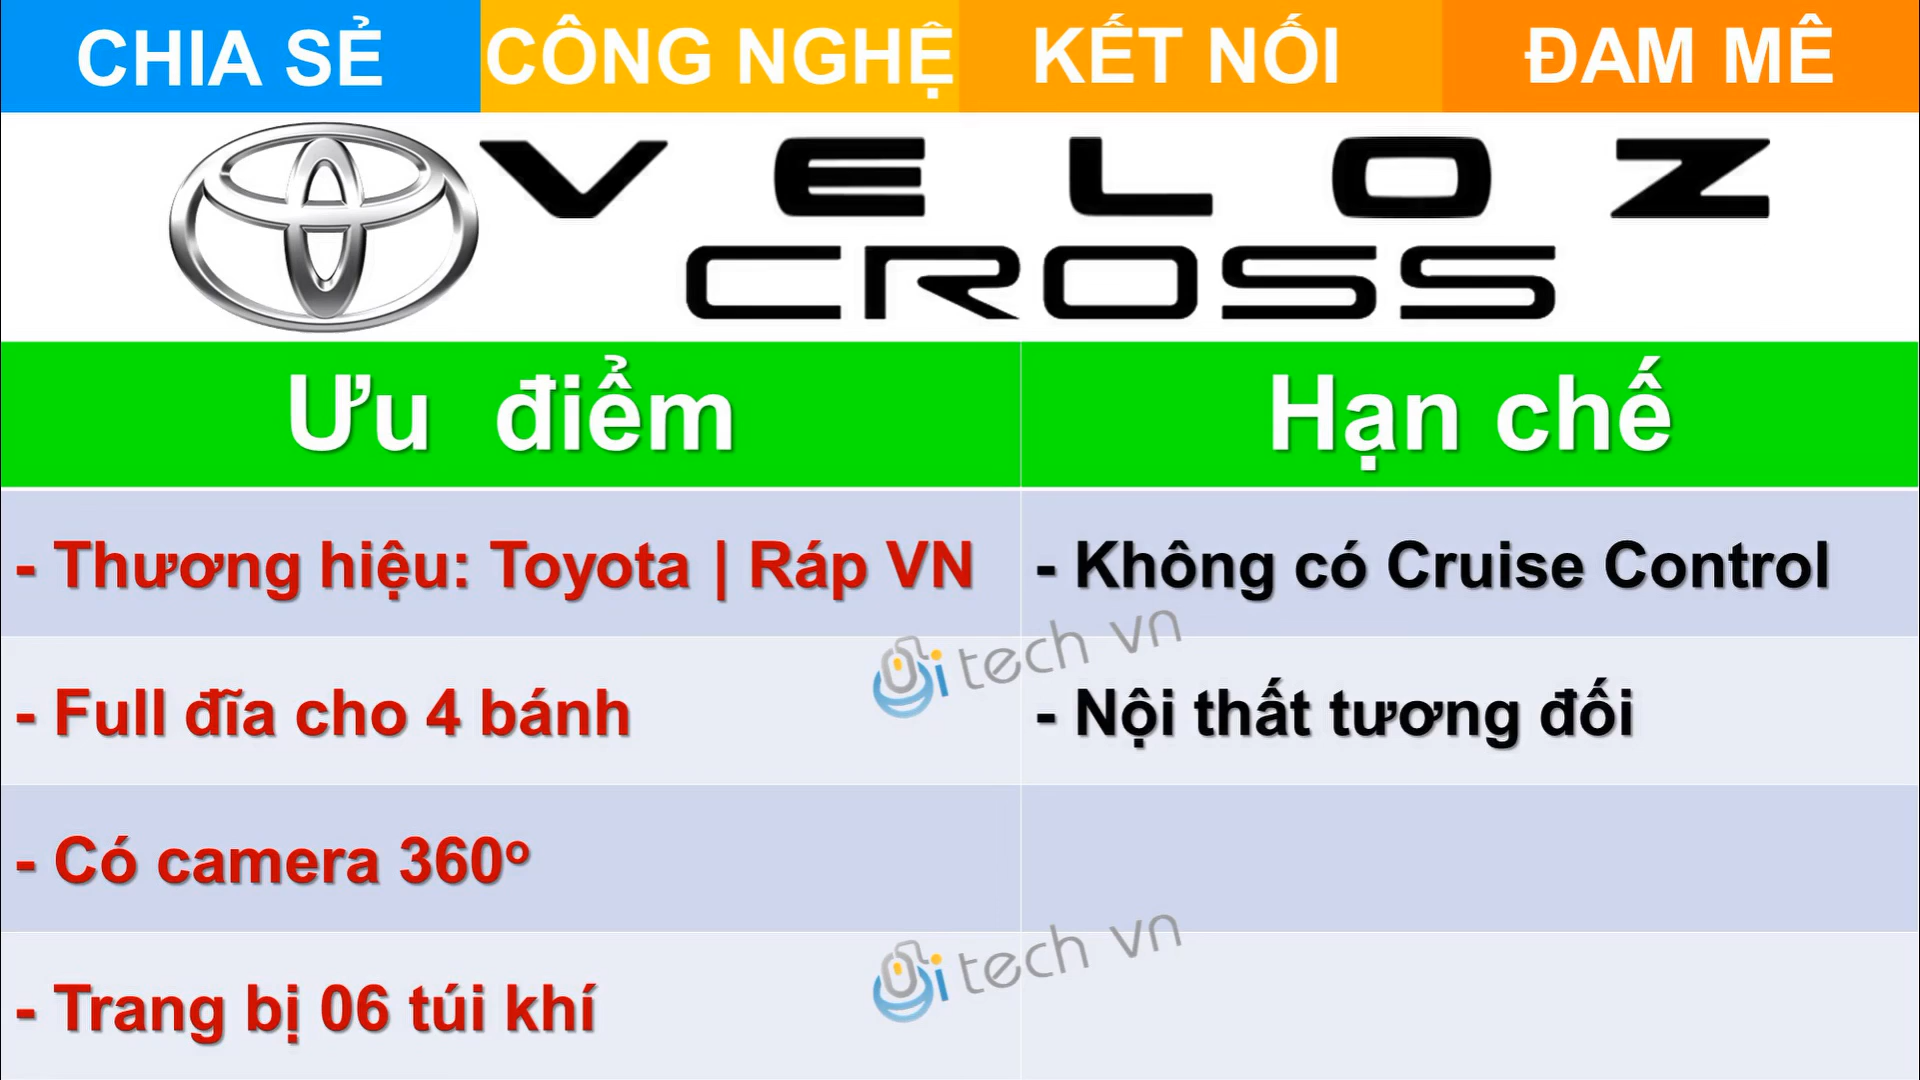 CHIA SẺ CÔNG NGHỆ KẾT NỐI ĐAM MÊ
VELOZ
CROSS
Ưu điểm Hạn chế
- Thương hiệu: Toyota | Ráp VN - Không có Cruise Control
itech vn
- Full đĩa cho 4 bánh - Nội thất tương đối
- Có camera 360º
itech vn
- Trang bị 06 túi khí